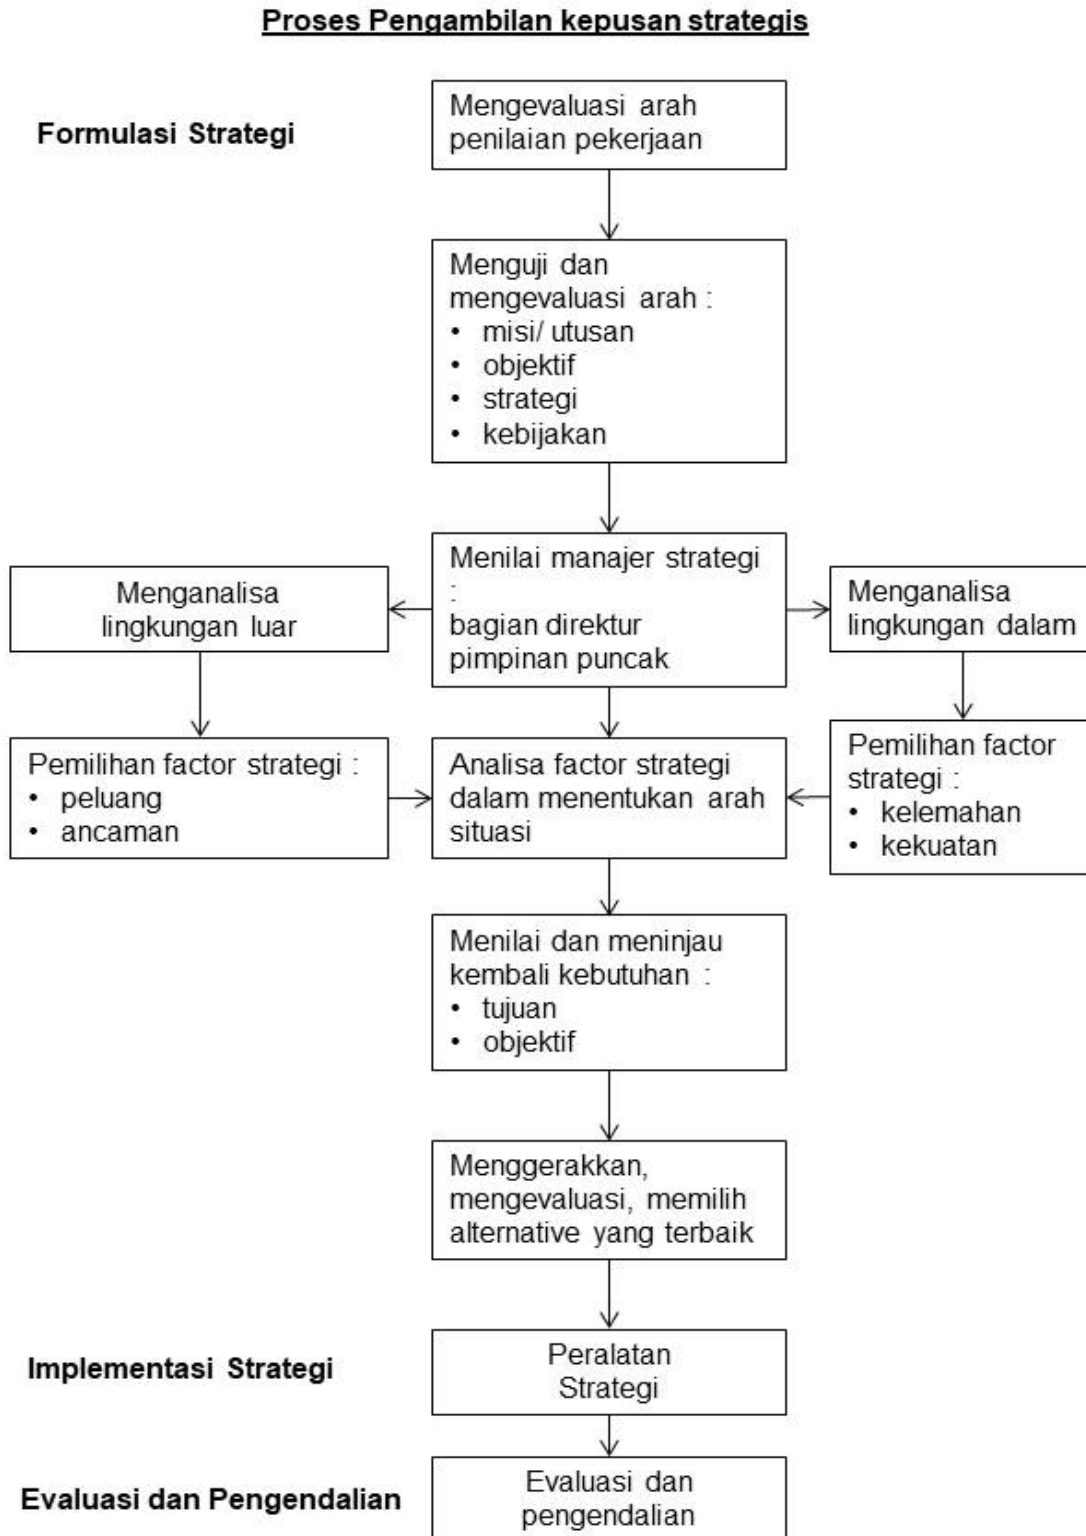 Proses Pengambilan kepusan strategis
Formulasi Strategi
Mengevaluasi arah
penilaian pekerjaan
Menguji dan
mengevaluasi arah :
• misi/ utusan
• objektif
• strategi
• kebijakan
Menilai manajer strategi
:
bagian direktur
pimpinan puncak
Menganalisa
lingkungan luar
Menganalisa
lingkungan dalam
Pemilihan factor strategi :
• peluang
• ancaman
Analisa factor strategi
dalam menentukan arah
situasi
Pemilihan factor
strategi :
• kelemahan
• kekuatan
Menilai dan meninjau
kembali kebutuhan :
• tujuan
• objektif
Menggerakkan,
mengevaluasi, memilih
alternative yang terbaik
Implementasi Strategi
Peralatan
Strategi
Evaluasi dan Pengendalian
Evaluasi dan
pengendalian